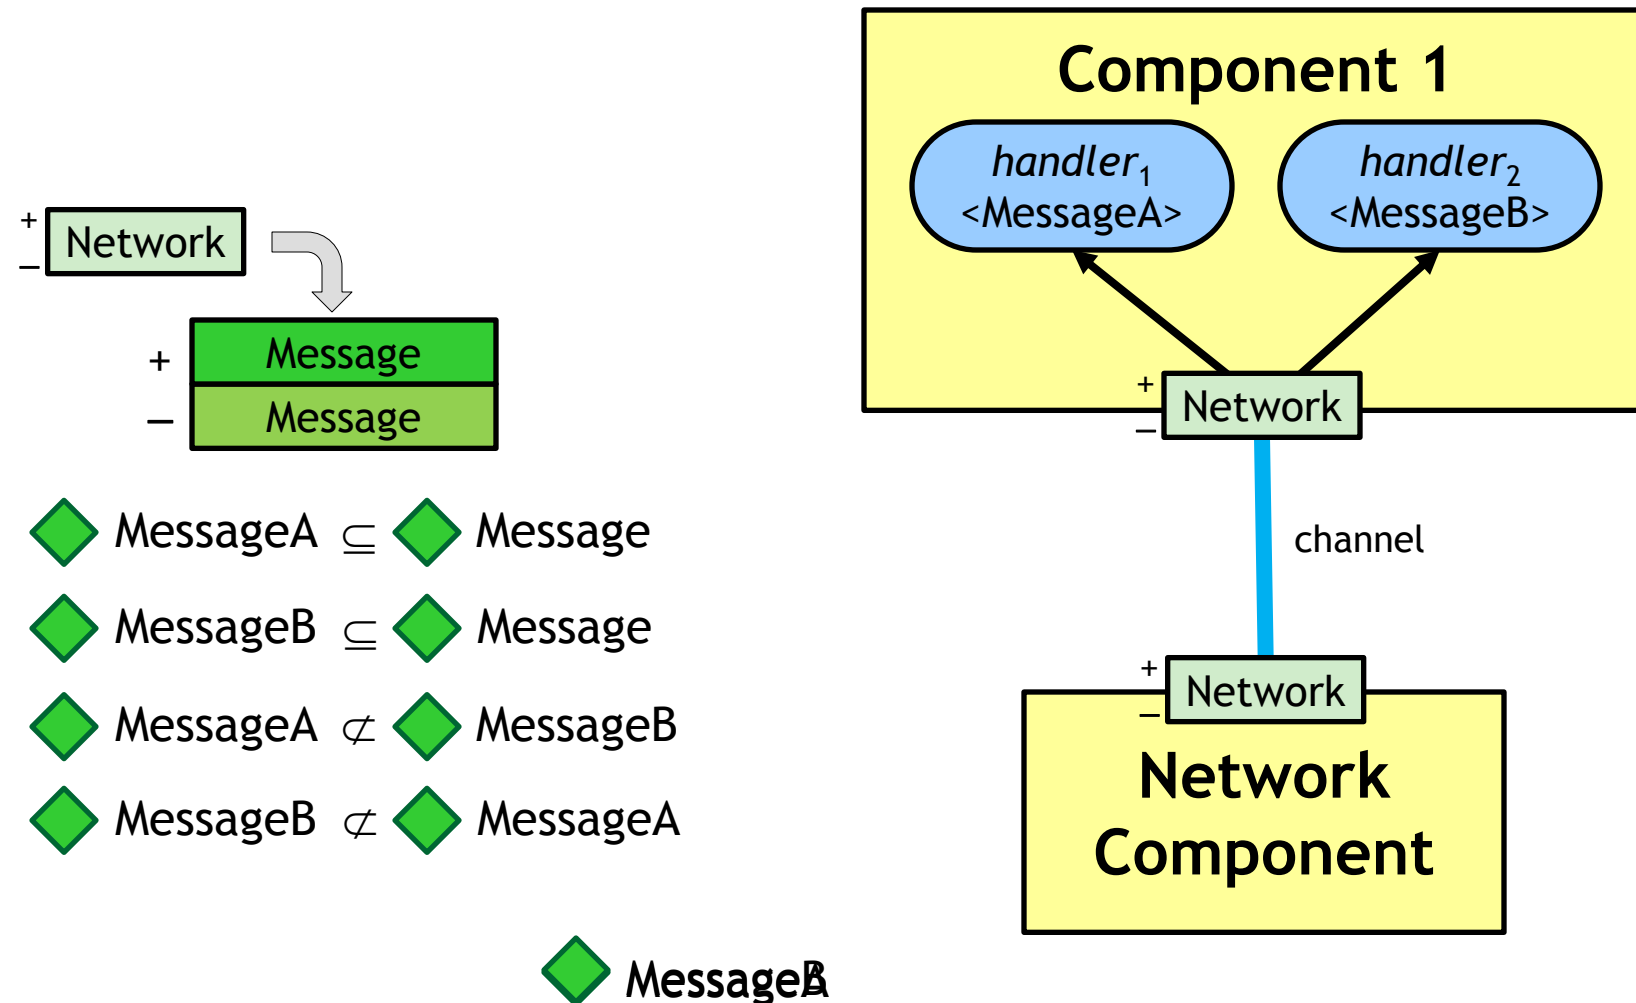 Component 1
handler1
<MessageA>
handler2
<MessageB>
+
Network
–
+
Message
–
Message
+
Network
–
channel
MessageA ⊆ Message
MessageB ⊆ Message
MessageA ⊄ MessageB
MessageB ⊄ MessageA
+
Network
–
Network
Component